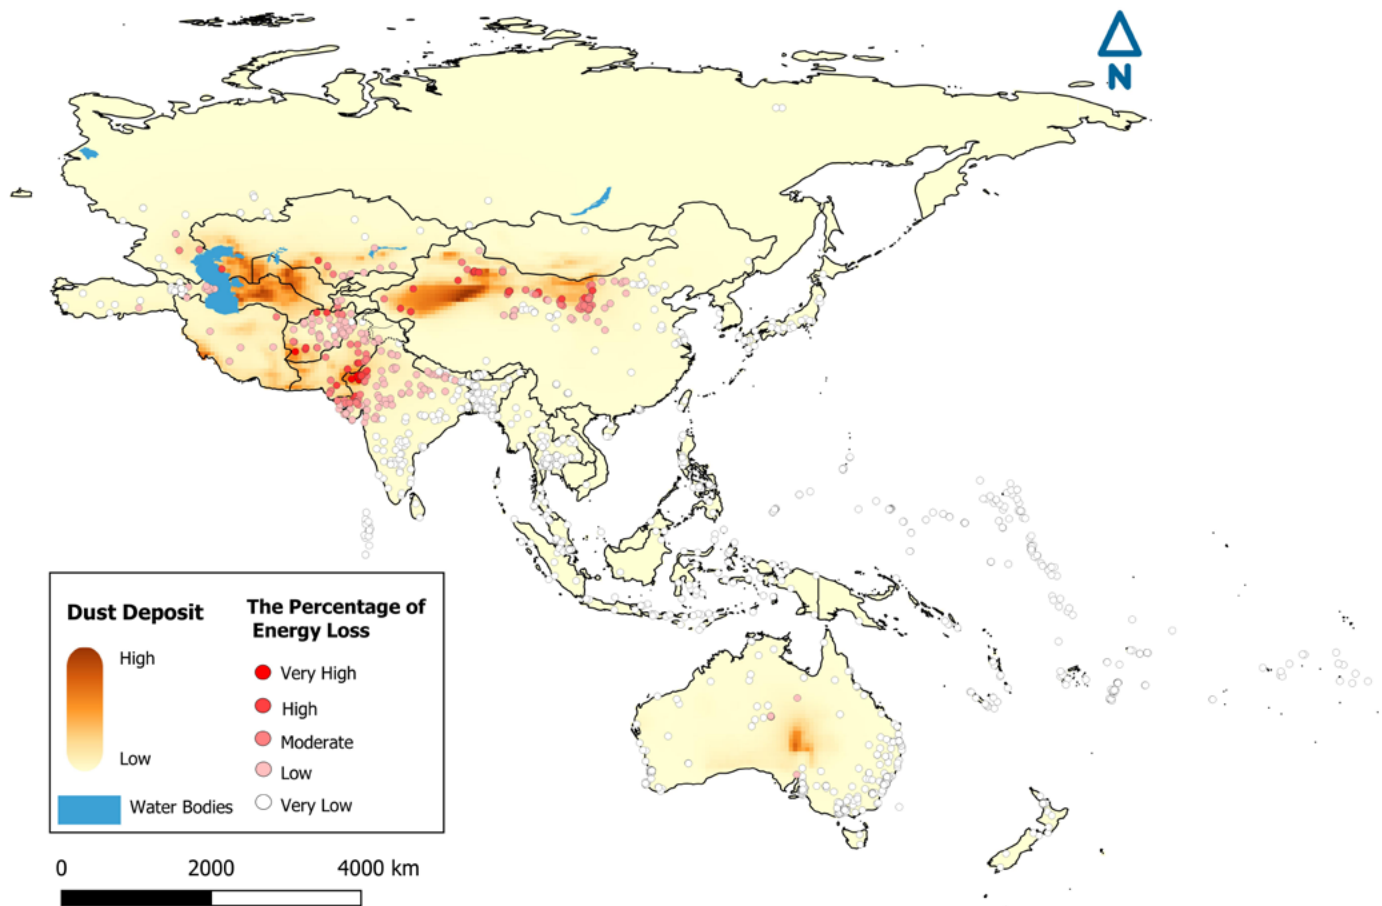 N
Dust Deposit
High
Low
Water Bodies
The Percentage of
Energy Loss
Very High
High
Moderate
Low
Very Low
0 2000 4000 km